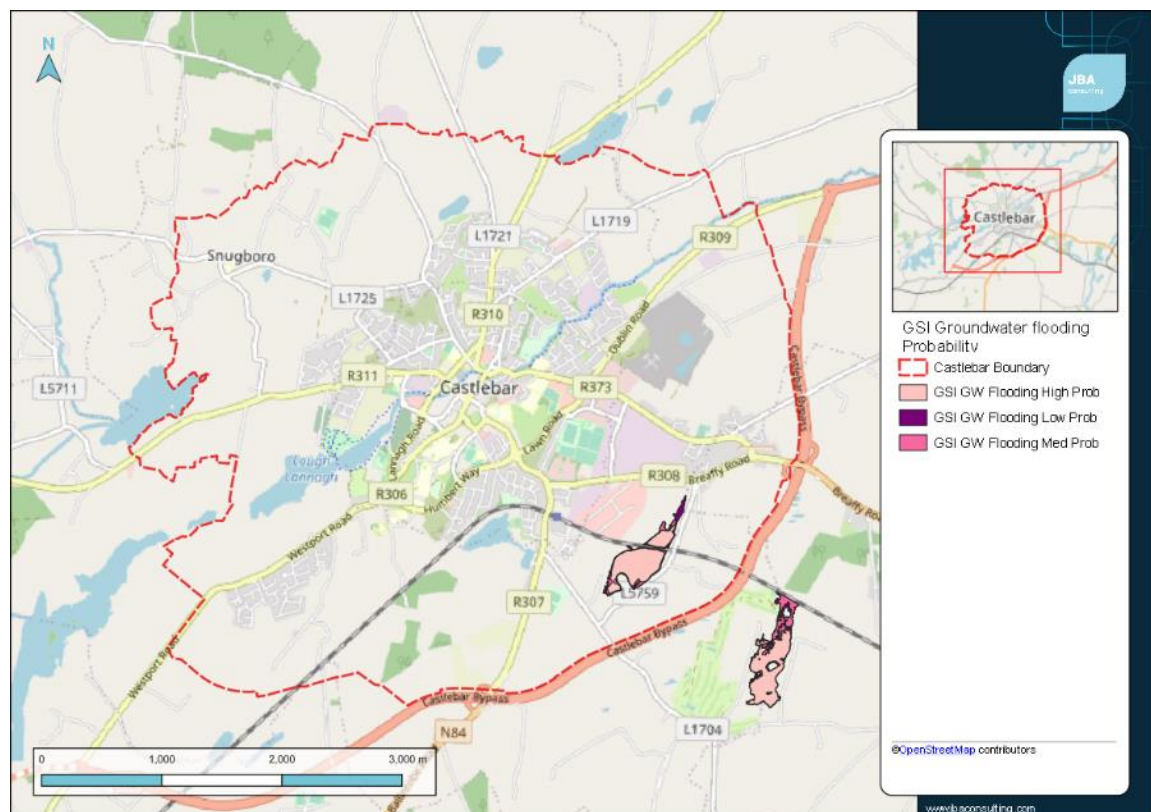 N
JBA
consulting
Castlebar
GSI Groundwater flooding
Probability
Castlebar Boundary
GSI GW Flooding High Prob
GSI GW Flooding Low Prob
GSI GW Flooding Med Prob
©OpenStreetMap contributors
www.jbaconsulting.com
L1719
L1721
R309
Snugboro
L1725
R310
Dublin Road
Castlebar Bypass
L5711
R311
Castlebar
R373
Lannagh Road
Lawn Road
Lough
Lannagh
R306
Humbert Way
R308
Breaffy Road
Breaffy Road
Westport Road
R307
L5759
Castlebar Bypass
Westport Road
Castlebar Bypass
N84
L1704
0 1,000 2,000 3,000 m